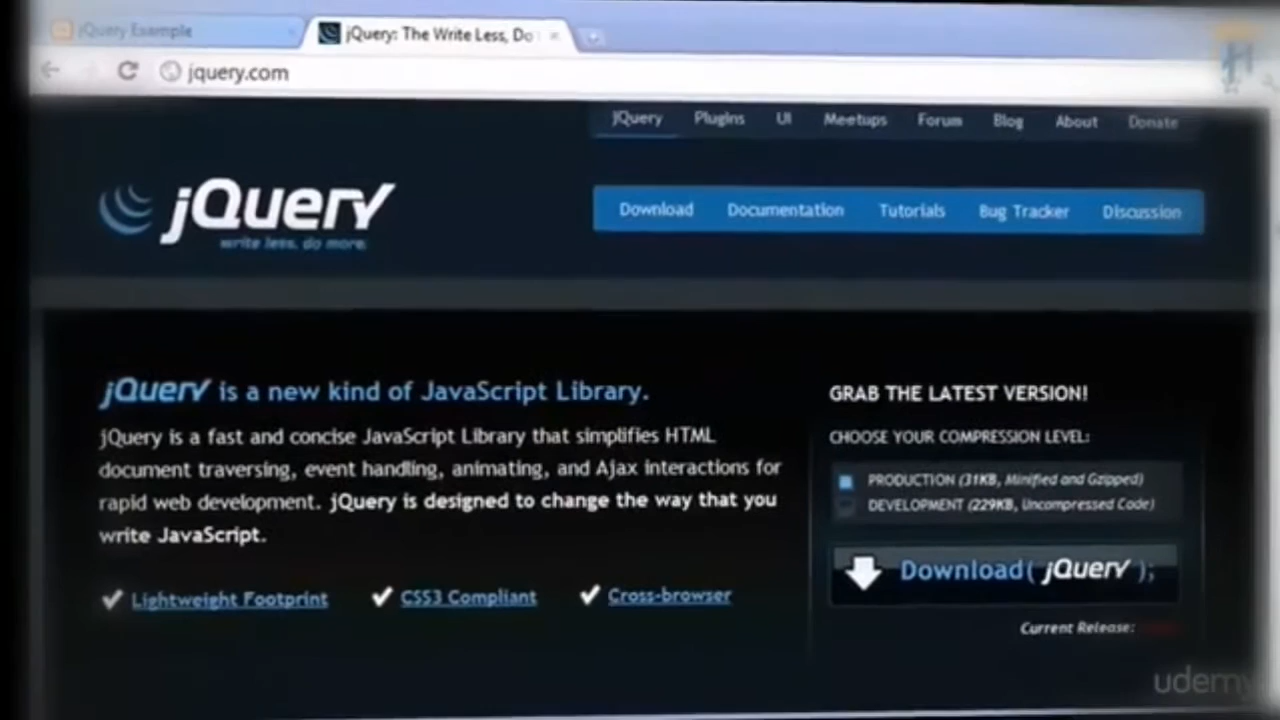 jQuery Example
jQuery: The Write Less, Do
jquery.com
jQuery Plugins UI Meetups Forum Blog About Donate
jQuery
write less, do more.
Download Documentation Tutorials Bug Tracker Discussion
jQuery is a new kind of JavaScript Library.
jQuery is a fast and concise JavaScript Library that simplifies HTML
document traversing, event handling, animating, and Ajax interactions for
rapid web development. jQuery is designed to change the way that you
write JavaScript.
Lightweight Footprint CSS3 Compliant Cross-browser
GRAB THE LATEST VERSION!
CHOOSE YOUR COMPRESSION LEVEL:
PRODUCTION (31KB, Minified and Gzipped)
DEVELOPMENT (229KB, Uncompressed Code)
Download( jQuery );
Current Release:
udemy